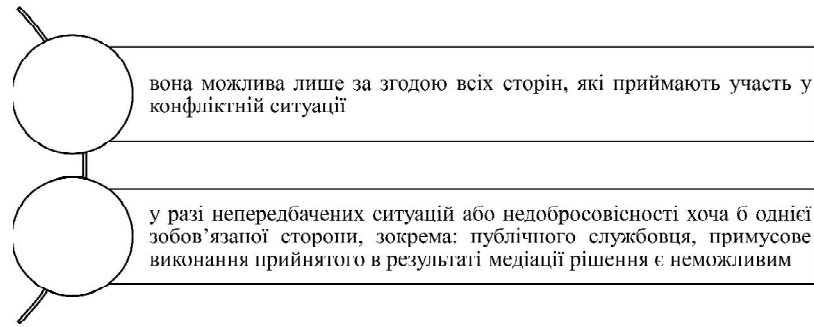 вона можлива лише за згодою всіх сторін, які приймають участь у
конфліктній ситуації
у разі непередбачених ситуацій або недобросовісності хоча б однієї
зобов’язаної сторони, зокрема: публічного службовця, примусове
виконання прийнятого в результаті медіації рішення є неможливим